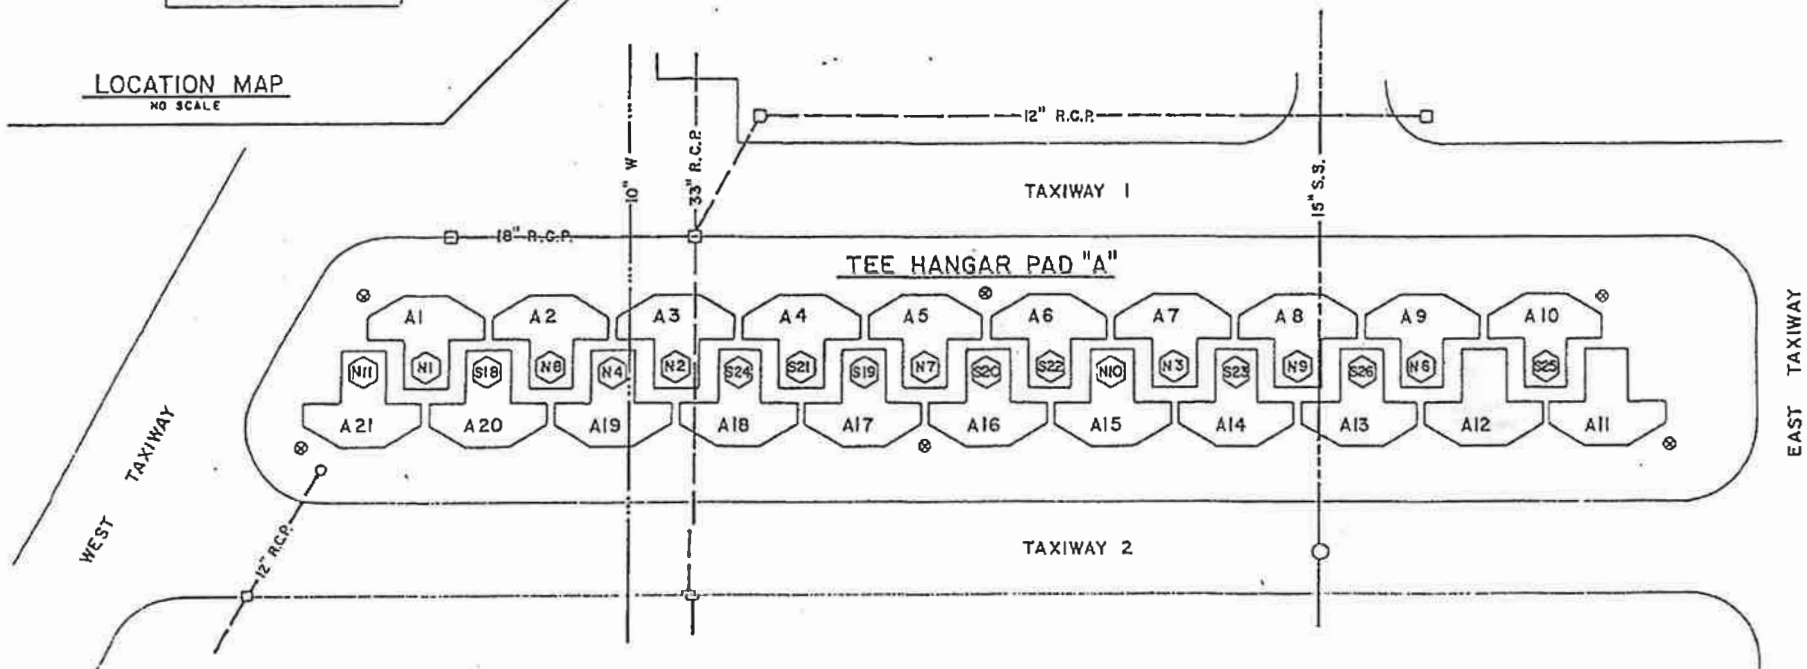 LOCATION MAP
NO SCALE
12" R.C.P.
10" W
33" R.C.P.
15" S.S.
TAXIWAY 1
18" R.C.P.
TEE HANGAR PAD "A"
A1 A2 A3 A4 A5 A6 A7 A8 A9 A10
N11 N1 S18 N8 N4 N2 S24 S21 S19 N7 S20 S22 N10 N3 S23 N9 S26 N6 S25
A21 A20 A19 A18 A17 A16 A15 A14 A13 A12 A11
WEST TAXIWAY
EAST TAXIWAY
12" R.C.P.
TAXIWAY 2